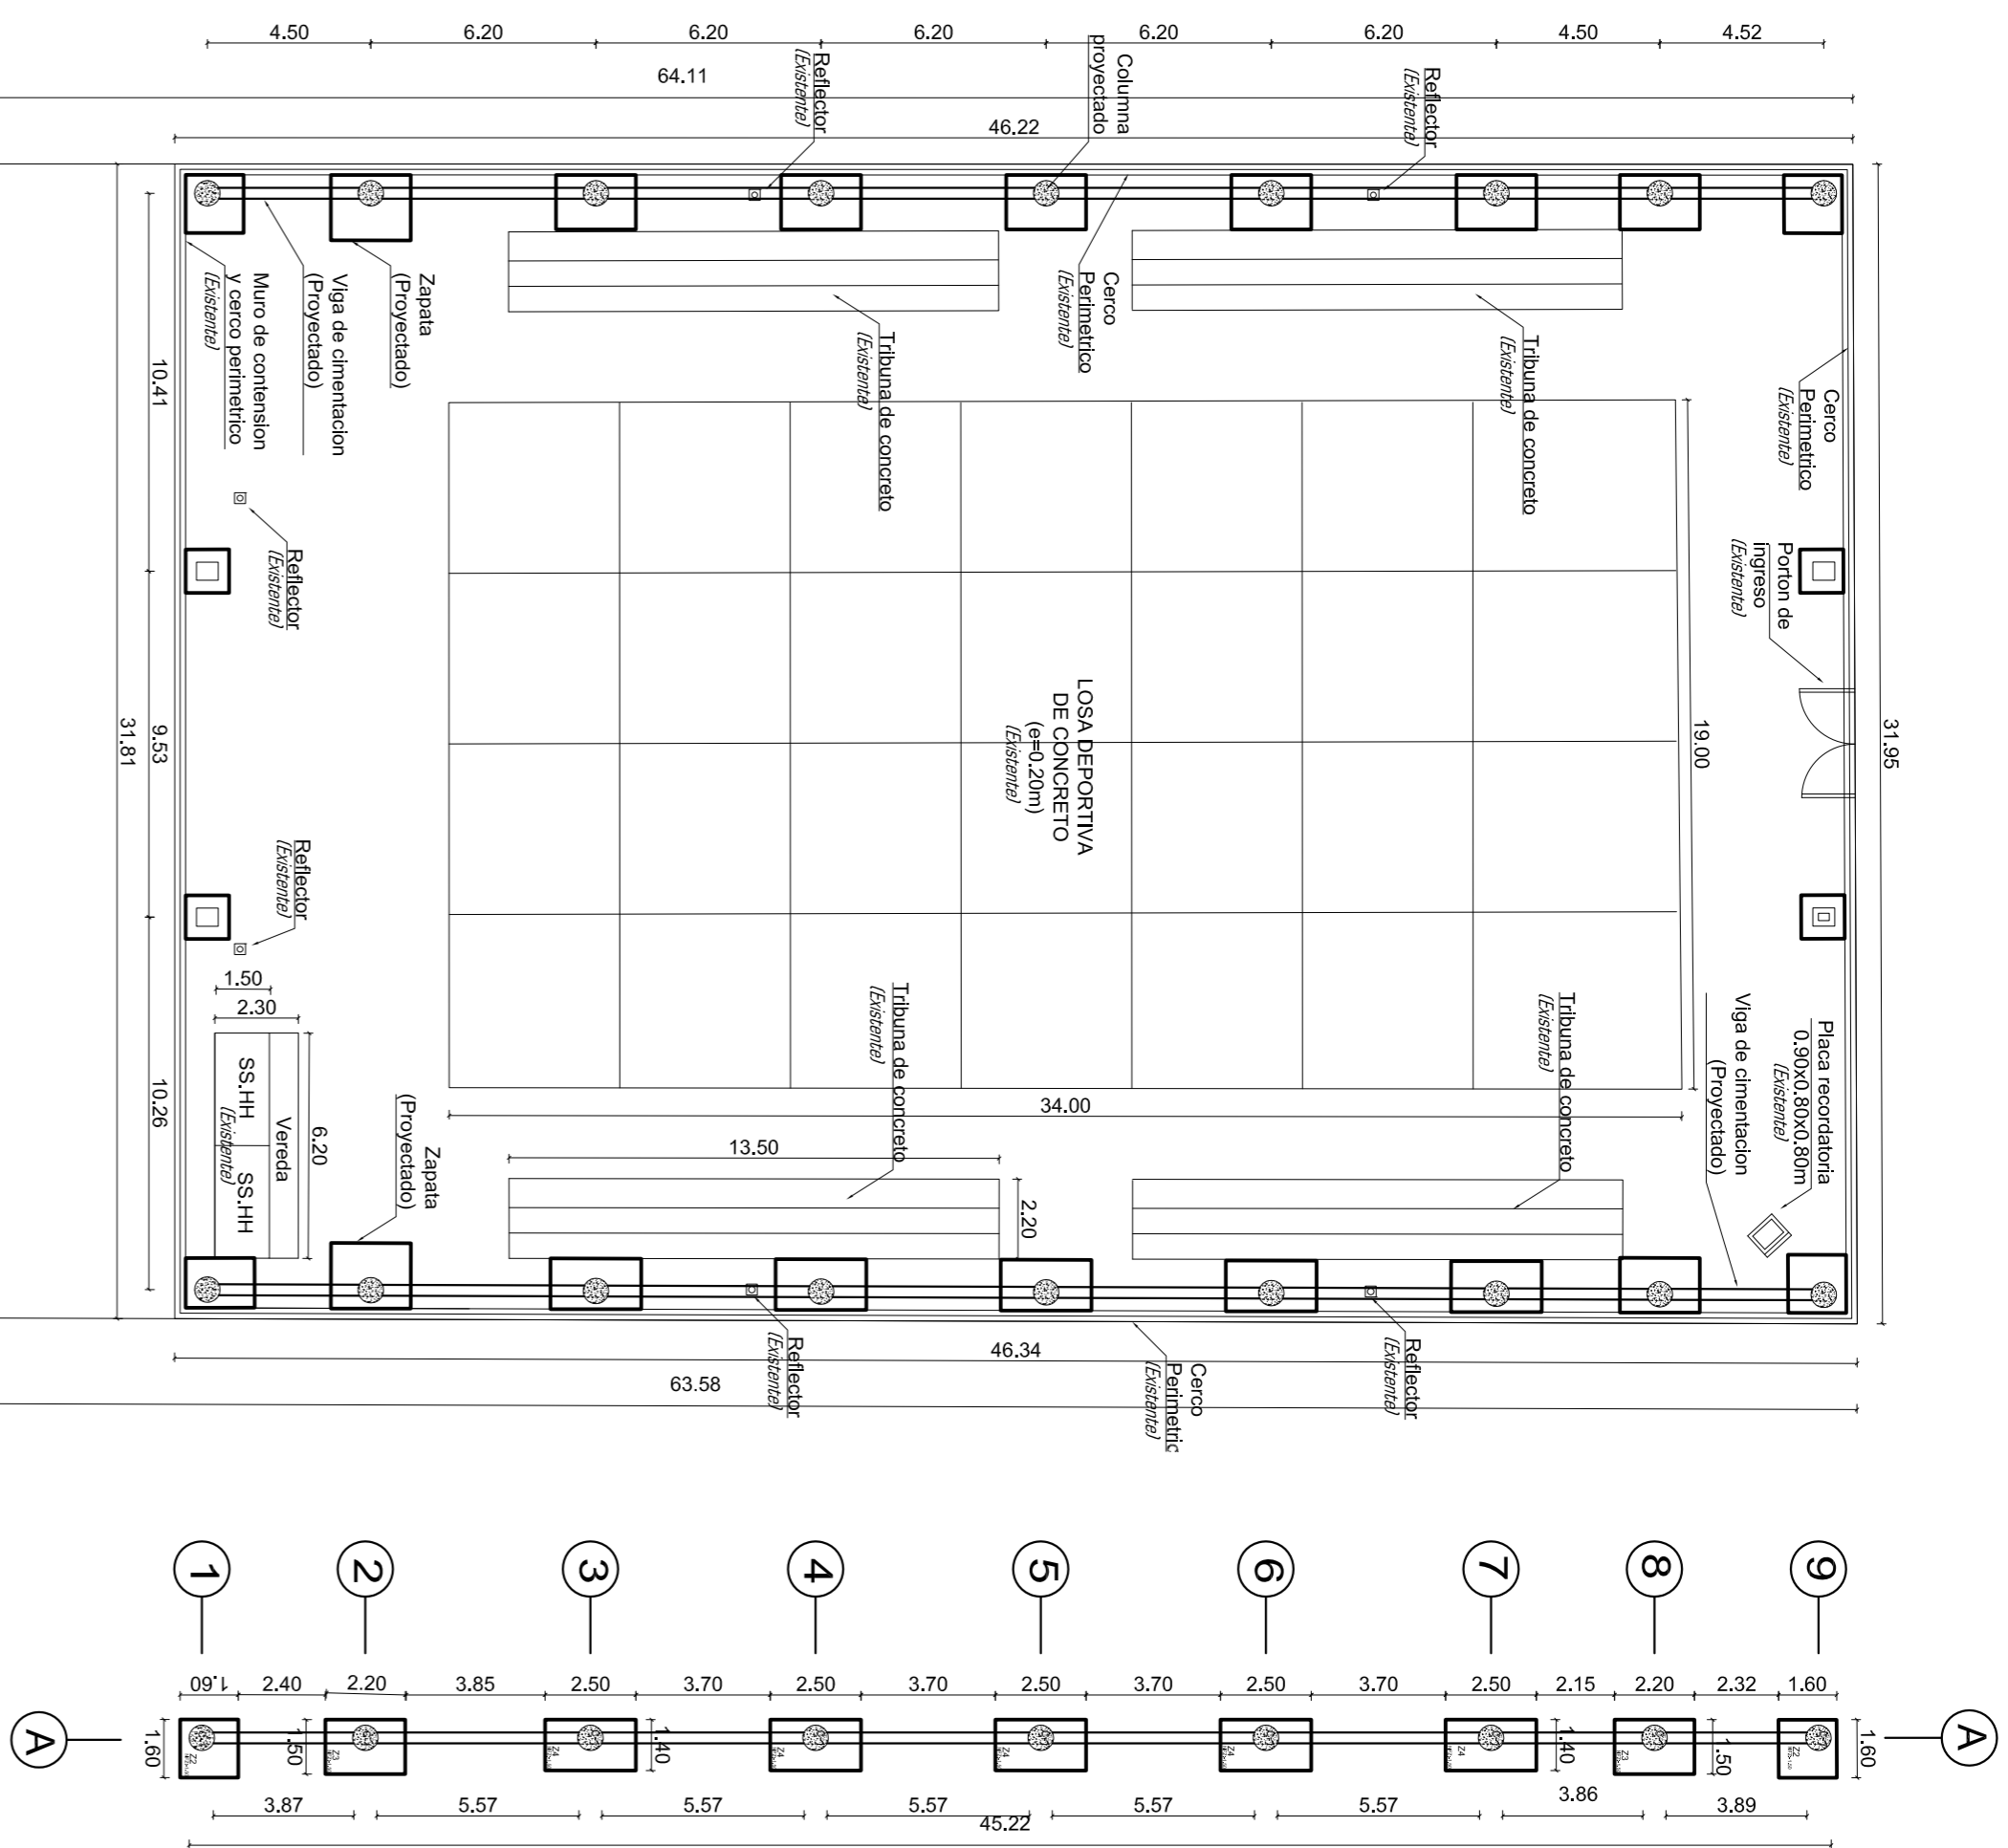 4.50
6.20
6.20
6.20
6.20
6.20
4.50
4.52
64.11
46.22
Reflector
(Existente)
Columna
proyectado
Reflector
(Existente)
Zapata
(Proyectado)
Viga de cimentacion
(Proyectado)
Muro de contension
y cerco perimetrico
(Existente)
Cerco
Perimetrico
(Existente)
Tribuna de concreto
(Existente)
Tribuna de concreto
(Existente)
Cerco
Perimetrico
(Existente)
Porton de
ingreso
(Existente)
10.41
9.53
10.26
31.81
31.95
19.00
Reflector
(Existente)
Reflector
(Existente)
LOSA DEPORTIVA
DE CONCRETO
(e=0.20m)
(Existente)
1.50
2.30
6.20
Vereda
SS.HH
SS.HH
(Existente)
Zapata
(Proyectado)
Tribuna de concreto
(Existente)
Tribuna de concreto
(Existente)
Viga de cimentacion
(Proyectado)
Placa recordatoria
0.90x0.80x0.80m
(Existente)
34.00
13.50
2.20
Reflector
(Existente)
Cerco
Perimetric
(Existente)
Reflector
(Existente)
46.34
63.58
1
2
3
4
5
6
7
8
9
1.60
2.40
2.20
3.85
2.50
3.70
2.50
3.70
2.50
3.70
2.50
3.70
2.50
2.15
2.20
2.32
1.60
A
1.60
Z2
1.50
Z3
Z4
1.40
Z4
Z4
Z4
Z4
1.40
Z3
1.50
Z2
1.60
A
3.87
5.57
5.57
5.57
5.57
5.57
3.86
3.89
45.22